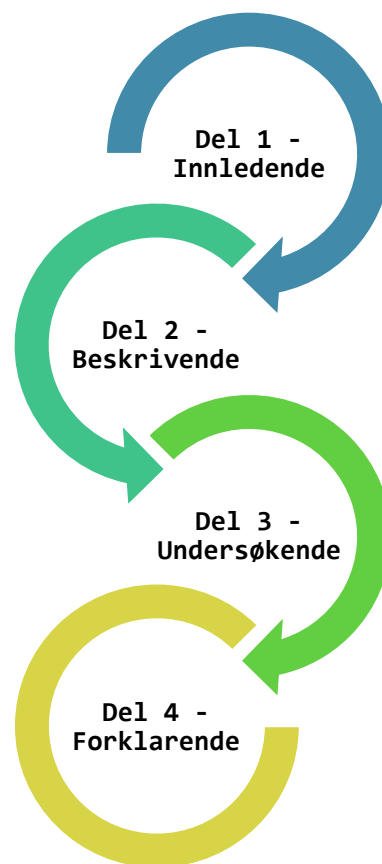 Del 1 -
Innledende
Del 2 -
Beskrivende
Del 3 -
Undersøkende
Del 4 -
Forklarende